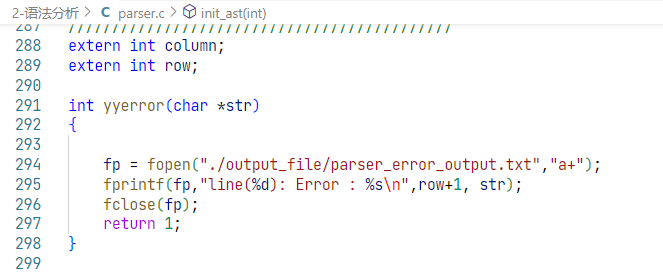 2-语法分析 > C parser.c > init_ast(int)
287 ////////////////////////////////////////////
288 extern int column;
289 extern int row;
290
291 int yyerror(char *str)
292 {
293
294     fp = fopen("./output_file/parser_error_output.txt","a+");
295     fprintf(fp,"line(%d): Error : %s\n",row+1, str);
296     fclose(fp);
297     return 1;
298 }
299